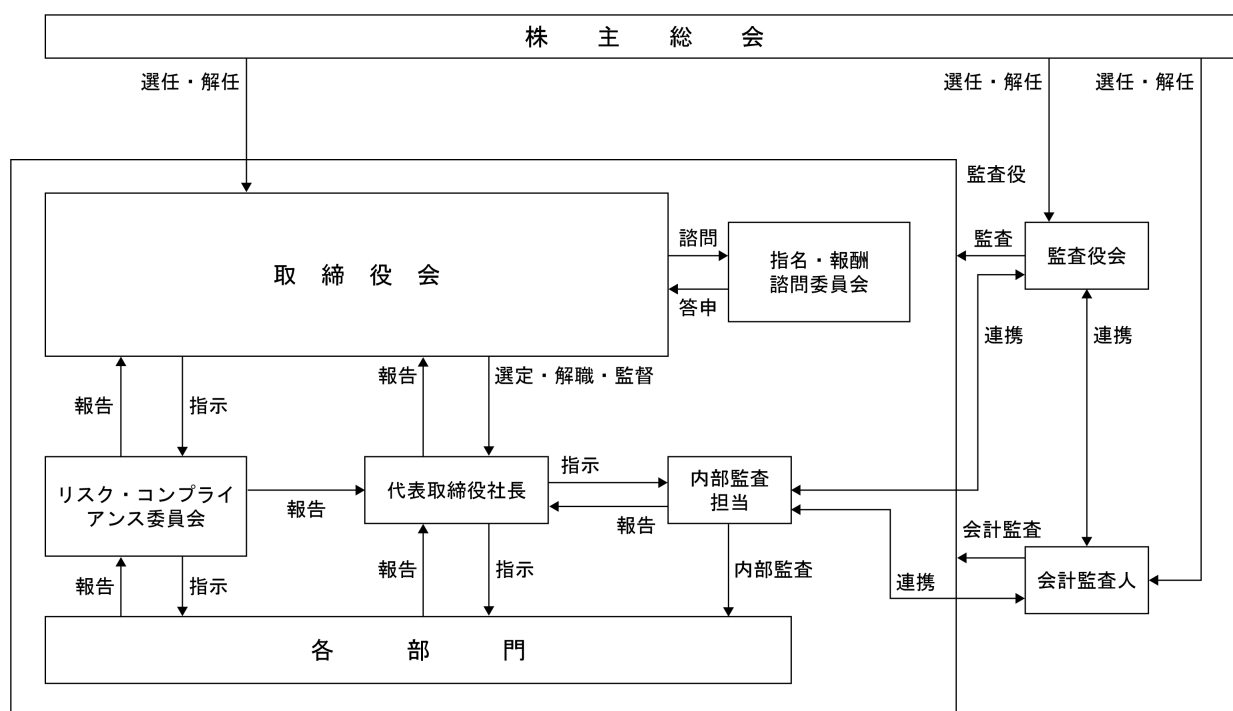 株主総会
選任・解任
選任・解任
選任・解任
監査役
取締役会
諮問
答申
指名・報酬
諮問委員会
監査
監査役会
連携
連携
報告
指示
報告
選定・解職・監督
リスク・コンプライ
アンス委員会
報告
代表取締役社長
指示
報告
内部監査
担当
会計監査
会計監査人
連携
報告
指示
報告
指示
内部監査
各部門